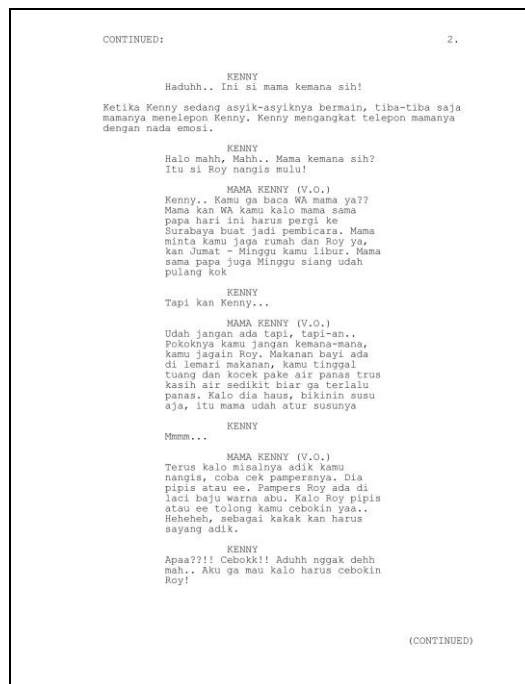 CONTINUED: 2.
KENNY
Haduhh.. Ini si mama kemana sih!
Ketika Kenny sedang asyik-asyiknya bermain, tiba-tiba saja
mamanya menelepon Kenny. Kenny mengangkat telepon mamanya
dengan nada emosi.
KENNY
Halo mahh, Mahh.. Mama kemana sih?
Itu si Roy nangis mulu!
MAMA KENNY (V.O.)
Kenny.. Kamu ga baca WA mama ya??
Mama kan WA kamu kalo mama sama
papa hari ini harus pergi ke
Surabaya buat jadi pembicara. Mama
minta kamu jaga rumah dan Roy ya,
kan Jumat - Minggu kamu libur. Mama
sama papa juga Minggu siang udah
pulang kok
KENNY
Tapi kan Kenny...
MAMA KENNY (V.O.)
Udah jangan ada tapi, tapi-an..
Pokoknya kamu jangan kemana-mana,
kamu jagain Roy. Makanan bayi ada
di lemari makanan, kamu tinggal
tuang dan kocek pake air panas trus
kasih air sedikit biar ga terlalu
panas. Kalo dia haus, bikinin susu
aja, itu mama udah atur susunya
KENNY
Mmmm...
MAMA KENNY (V.O.)
Terus kalo misalnya adik kamu
nangis, coba cek pampersnya. Dia
pipis atau ee. Pampers Roy ada di
laci baju warna abu. Kalo Roy pipis
atau ee tolong kamu cebokin yaa..
Heheheh, sebagai kakak kan harus
sayang adik.
KENNY
Apaa??!! Cebokk!! Aduhh nggak dehh
mah.. Aku ga mau kalo harus cebokin
Roy!
(CONTINUED)